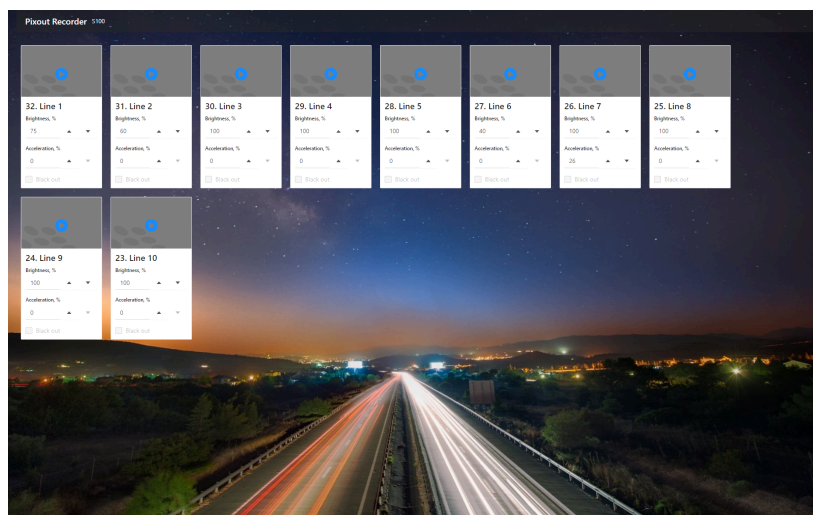 Pixout Recorder S100
32. Line 1
Brightness, %
75
Acceleration, %
0
Black out
31. Line 2
Brightness, %
60
Acceleration, %
0
Black out
30. Line 3
Brightness, %
100
Acceleration, %
0
Black out
29. Line 4
Brightness, %
100
Acceleration, %
0
Black out
28. Line 5
Brightness, %
100
Acceleration, %
0
Black out
27. Line 6
Brightness, %
40
Acceleration, %
0
Black out
26. Line 7
Brightness, %
100
Acceleration, %
26
Black out
25. Line 8
Brightness, %
100
Acceleration, %
0
Black out
24. Line 9
Brightness, %
100
Acceleration, %
0
Black out
23. Line 10
Brightness, %
100
Acceleration, %
0
Black out